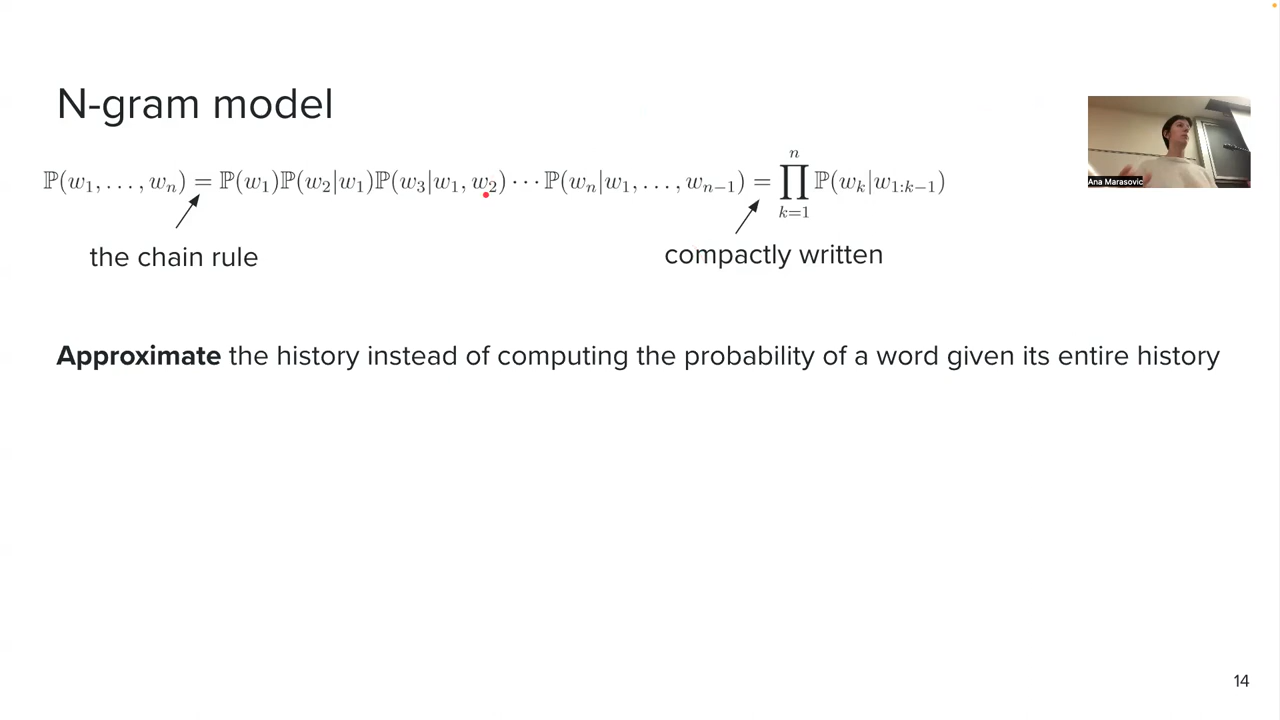 N-gram model
ℙ(w₁, . . . , wₙ) = ℙ(w₁)ℙ(w₂|w₁)ℙ(w₃|w₁, w₂) · · · ℙ(wₙ|w₁, . . . , wₙ₋₁) = ∏ₖ₌₁ⁿ ℙ(wₖ|w₁:ₖ₋₁)
Ana Marasovic
the chain rule
compactly written
Approximate the history instead of computing the probability of a word given its entire history
14